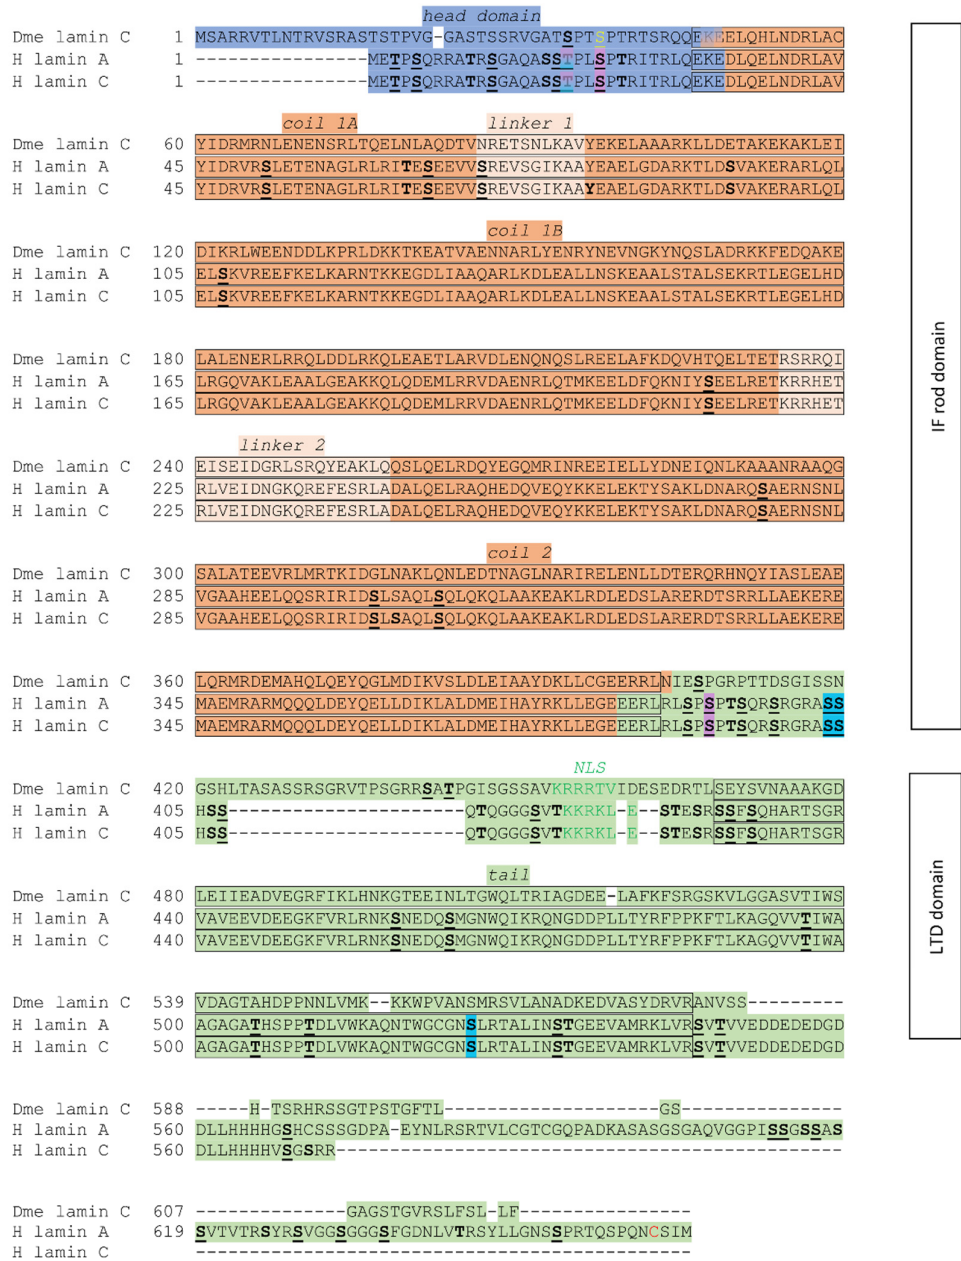 head domain
Dme lamin C 1 MSARRVTLNTRVSRASTSTPVG-GASTSSRVGATSPTSPTRTSRQQEKEELQHLNDRLAC
H lamin A 1 ----------------METPSQRRATRSGAQASSTPLSPTRITRLQEKEDLQELNDRLAV
H lamin C 1 ----------------METPSQRRATRSGAQASSTPLSPTRITRLQEKEDLQELNDRLAV
coil 1A linker 1
Dme lamin C 60 YIDRMRNLENENSRLTQELNLAQDTVNRETSNLKAVYEKELAAARKLLDETAKEKAKLEI
H lamin A 45 YIDRVRSLETENAGLRLRITESEEVVSREVSGIKAAYEAELGDARKTLDSVAKERARLQL
H lamin C 45 YIDRVRSLETENAGLRLRITESEEVVSREVSGIKAAYEAELGDARKTLDSVAKERARLQL
coil 1B
Dme lamin C 120 DIKRLWEENDDLKPRLDKKTKEATVAENNARLYENRYNEVNGKYNQSLADRKKFEDQAKE
H lamin A 105 ELSKVREEFKELKARNTKKEGDLIAAQARLKDLEALLNSKEAALSTALSEKRTLEGELHD
H lamin C 105 ELSKVREEFKELKARNTKKEGDLIAAQARLKDLEALLNSKEAALSTALSEKRTLEGELHD
Dme lamin C 180 LALENERLRRQLDDLRKQLEAETLARVDLENQNQSLREELAFKDQVHTQELTETRSRRQI
H lamin A 165 LRGQVAKLEAALGEAKKQLQDEMLRRVDAENRLQTMKEELDFQKNIYSEELRETKRRHET
H lamin C 165 LRGQVAKLEAALGEAKKQLQDEMLRRVDAENRLQTMKEELDFQKNIYSEELRETKRRHET
linker 2
Dme lamin C 240 EISEIDGRLSRQYEAKLQQSLQELRDQYEGQMRINREEIELLYDNEIQNLKAAANRAAQG
H lamin A 225 RLVEIDNGKQREFESRLADALQELRAQHEDQVEQYKKELEKTYSAKLDNARQSAERNSNL
H lamin C 225 RLVEIDNGKQREFESRLADALQELRAQHEDQVEQYKKELEKTYSAKLDNARQSAERNSNL
coil 2
Dme lamin C 300 SALATEEVRLMRTKIDGLNAKLQNLEDTNAGLNARIRELENLLDTERQRHNQYIASLEAE
H lamin A 285 VGAAHEELQQSRIRIDSLSAQLSQLQKQLAAKEAKLRDLEDSLARERDTSRRLLAEKERE
H lamin C 285 VGAAHEELQQSRIRIDSLSAQLSQLQKQLAAKEAKLRDLEDSLARERDTSRRLLAEKERE
Dme lamin C 360 LQRMRDEMAHQLQEYQGLMDIKVSLDLEIAAYDKLLCGEERRLNIESPGRPTTDSGISSN
H lamin A 345 MAEMRARMQQQLDEYQELLDIKLALDMEIHAYRKLLEGEEERLRLSPSPTSQRSRGRASS
H lamin C 345 MAEMRARMQQQLDEYQELLDIKLALDMEIHAYRKLLEGEEERLRLSPSPTSQRSRGRASS
IF rod domain
NLS
Dme lamin C 420 GSHLTASASSRSGRVTPSGRRSATPGISGSSAVKRRRTVIDESEDRTLSEYSVNAAAKGD
H lamin A 405 HSS----------------------QTQGGGSVTKKRKL-E--STESRSSFSQHARTSGR
H lamin C 405 HSS----------------------QTQGGGSVTKKRKL-E--STESRSSFSQHARTSGR
tail
Dme lamin C 480 LEIIEADVEGRFIKLHNKGTEEINLTGWQLTRIAGDEE-LAFKFSRGSKVLGGASVTIWS
H lamin A 440 VAVEEVDEEGKFVRLRNKSNEDQSMGNWQIKRQNGDDPLLTYRFPPKFTLKAGQVVTIWA
H lamin C 440 VAVEEVDEEGKFVRLRNKSNEDQSMGNWQIKRQNGDDPLLTYRFPPKFTLKAGQVVTIWA
Dme lamin C 539 VDAGTAHDPPNNLVMK--KKWPVANSMRSVLANADKEDVASYDRVRANVSS---------
H lamin A 500 AGAGATHSPPTDLVWKAQNTWGCGNSLRTALINSTGEEVAMRKLVRSVTVVEDDEDEDGD
H lamin C 500 AGAGATHSPPTDLVWKAQNTWGCGNSLRTALINSTGEEVAMRKLVRSVTVVEDDEDEDGD
LTD domain
Dme lamin C 588 -----H-TSRHRSSGTPSTGFTL--------------------GS---------------
H lamin A 560 DLLHHHHGSHCSSSGDPA-EYNLRSRTVLCGTCGQPADKASASGSGAQVGGPISSGSSAS
H lamin C 560 DLLHHHHVSGSRR-----------------------------------------------
Dme lamin C 607 --------------GAGSTGVRSLFSL-LF---------------
H lamin A 619 SVTVTRSYRSVGGSGGGSFGDNLVTRSYLLGNSSPRTQSPQNCSIM
H lamin C ----------------------------------------------